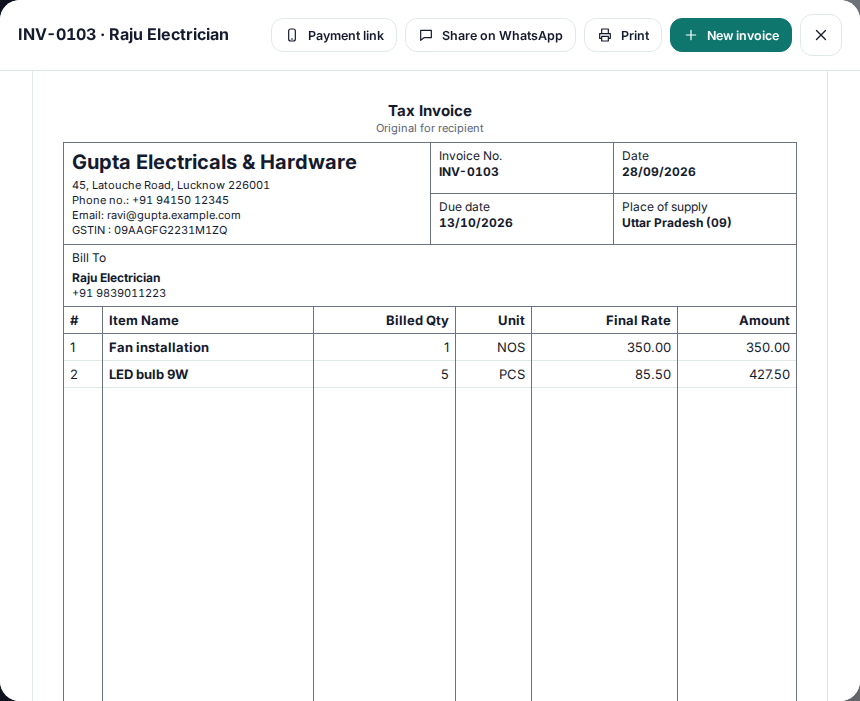 INV-0103 · Raju Electrician
Payment link
Share on WhatsApp
Print
New invoice
Tax Invoice
Original for recipient
Gupta Electricals & Hardware
45, Latouche Road, Lucknow 226001
Phone no.: +91 94150 12345
Email: ravi@gupta.example.com
GSTIN : 09AAGFG2231M1ZQ
Invoice No.
INV-0103
Date
28/09/2026
Due date
13/10/2026
Place of supply
Uttar Pradesh (09)
Bill To
Raju Electrician
+91 9839011223
# Item Name Billed Qty Unit Final Rate Amount
1 Fan installation 1 NOS 350.00 350.00
2 LED bulb 9W 5 PCS 85.50 427.50